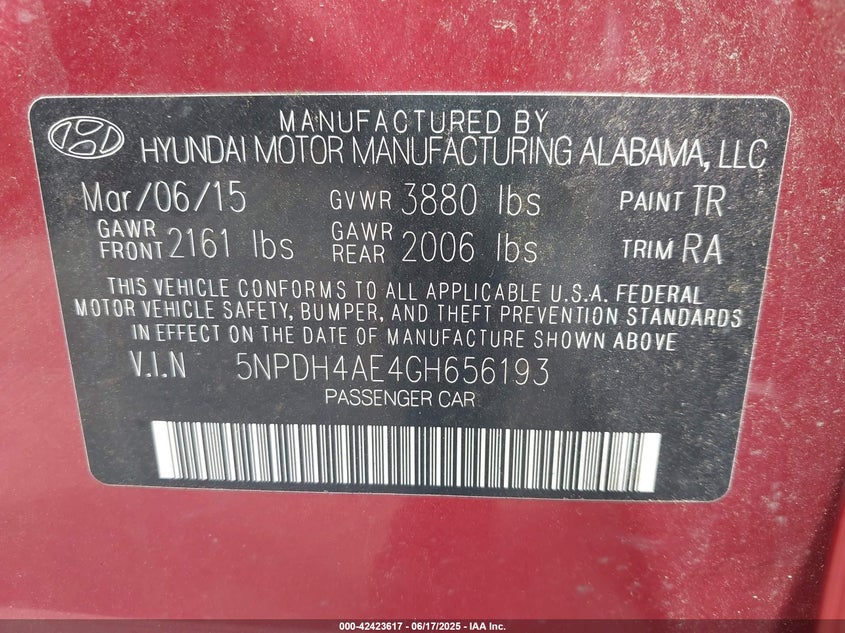 MANUFACTURED BY
HYUNDAI MOTOR MANUFACTURING ALABAMA, LLC
Mar/06/15 GVWR 3880 lbs PAINT TR
GAWR FRONT 2161 lbs GAWR REAR 2006 lbs TRIM RA
THIS VEHICLE CONFORMS TO ALL APPLICABLE U.S.A. FEDERAL
MOTOR VEHICLE SAFETY, BUMPER, AND THEFT PREVENTION STANDARDS
IN EFFECT ON THE DATE OF MANUFACTURE SHOWN ABOVE
V.I.N 5NPDH4AE4GH656193
PASSENGER CAR
000-42423617 - 06/17/2025 - IAA Inc.